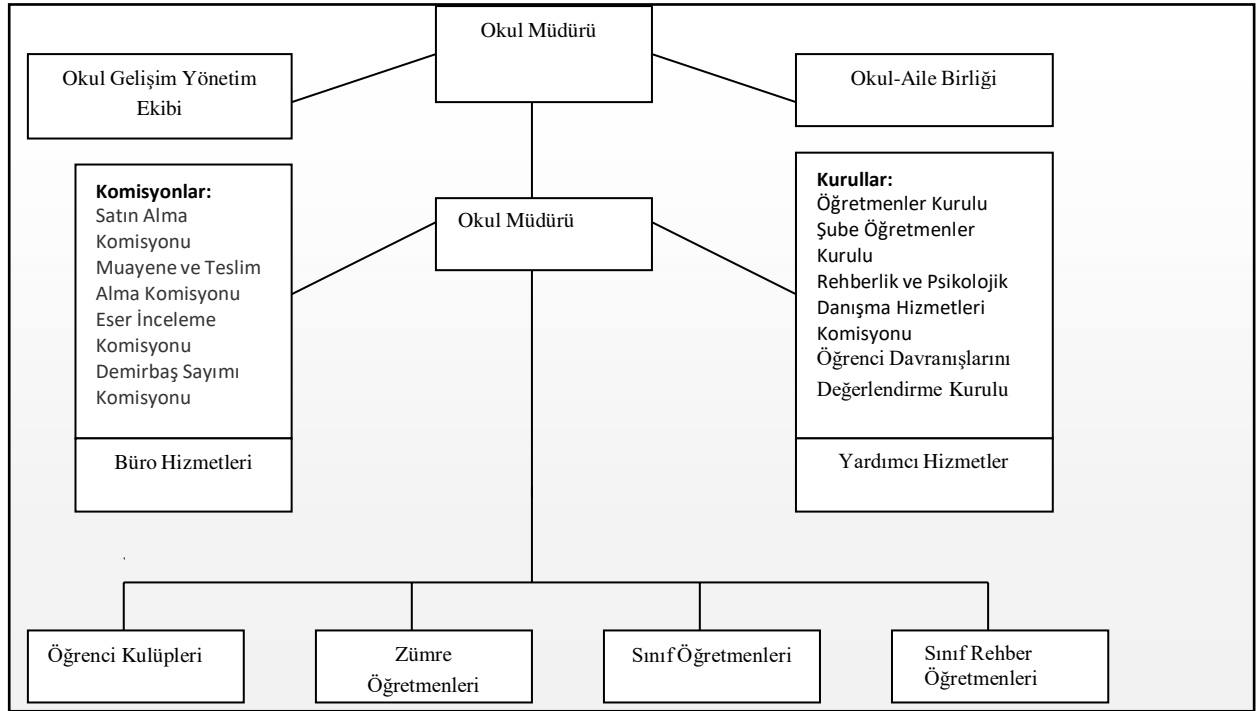 Okul Müdürü
Okul Gelişim Yönetim
Ekibi
Okul-Aile Birliği
Komisyonlar:
Satın Alma
Komisyonu
Muayene ve Teslim
Alma Komisyonu
Eser İnceleme
Komisyonu
Demirbaş Sayımı
Komisyonu
Okul Müdürü
Kurullar:
Öğretmenler Kurulu
Şube Öğretmenler
Kurulu
Rehberlik ve Psikolojik
Danışma Hizmetleri
Komisyonu
Öğrenci Davranışlarını
Değerlendirme Kurulu
Büro Hizmetleri
Yardımcı Hizmetler
Öğrenci Kulüpleri
Zümre
Öğretmenleri
Sınıf Öğretmenleri
Sınıf Rehber
Öğretmenleri